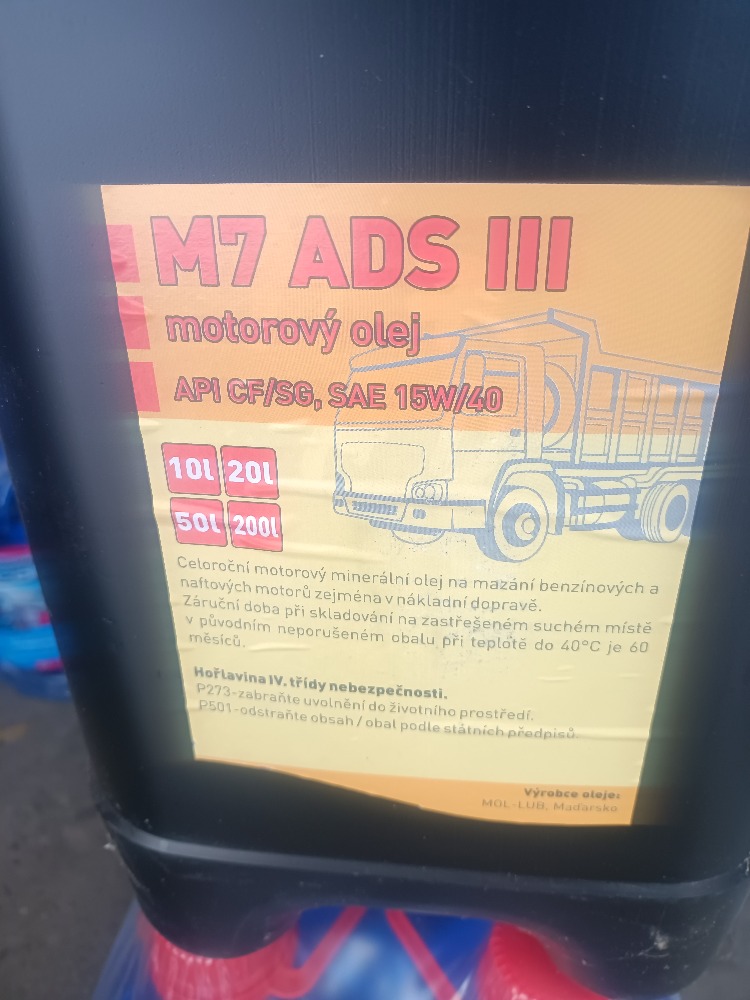 M7 ADS III
motorový olej
API CF/SG, SAE 15W/40
10l 20l
50l 200l
Celoroční motorový minerální olej na mazání benzínových a
naftových motorů zejména v nákladní dopravě.
Záruční doba při skladování na zastřešeném suchém místě
v původním neporušeném obalu při teplotě do 40°C je 60
měsíců.
Hořlavina IV. třídy nebezpečnosti.
P273-zabraňte uvolnění do životního prostředí.
P501-odstraňte obsah / obal podle státních předpisů.
Výrobce oleje:
MOL-LUB, Maďarsko